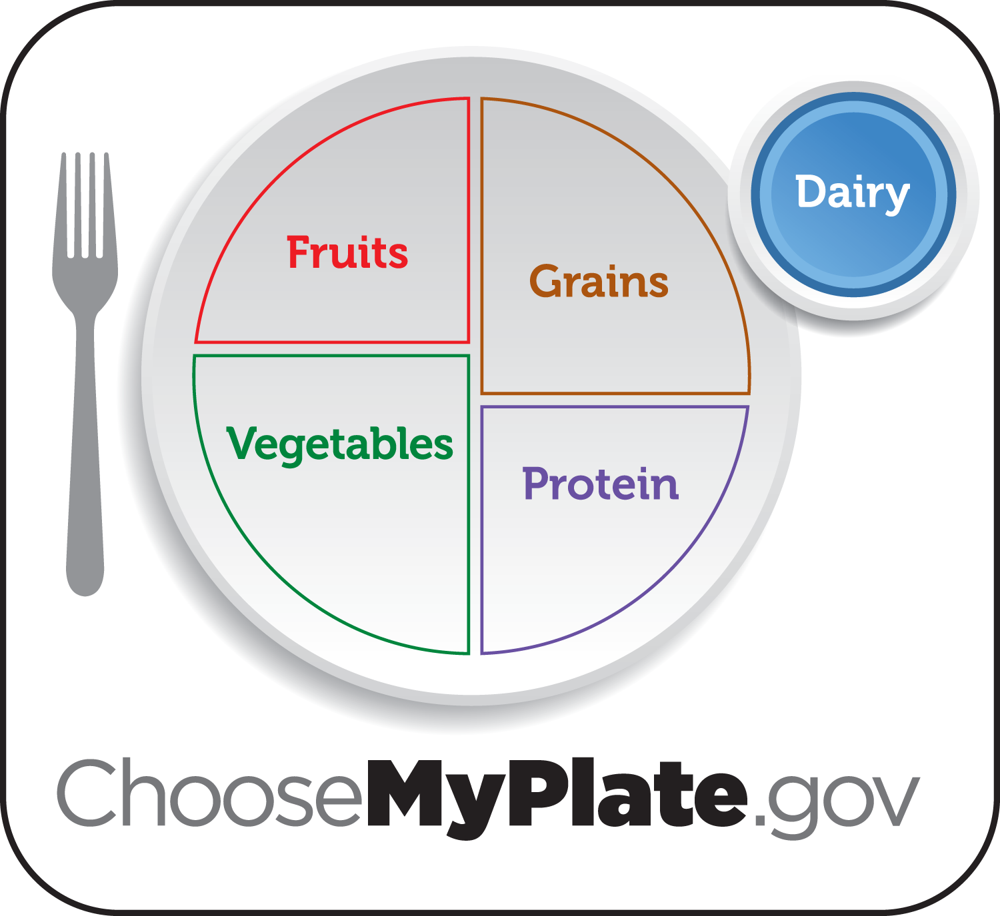 Dairy
Fruits
Grains
Vegetables
Protein
ChooseMyPlate.gov